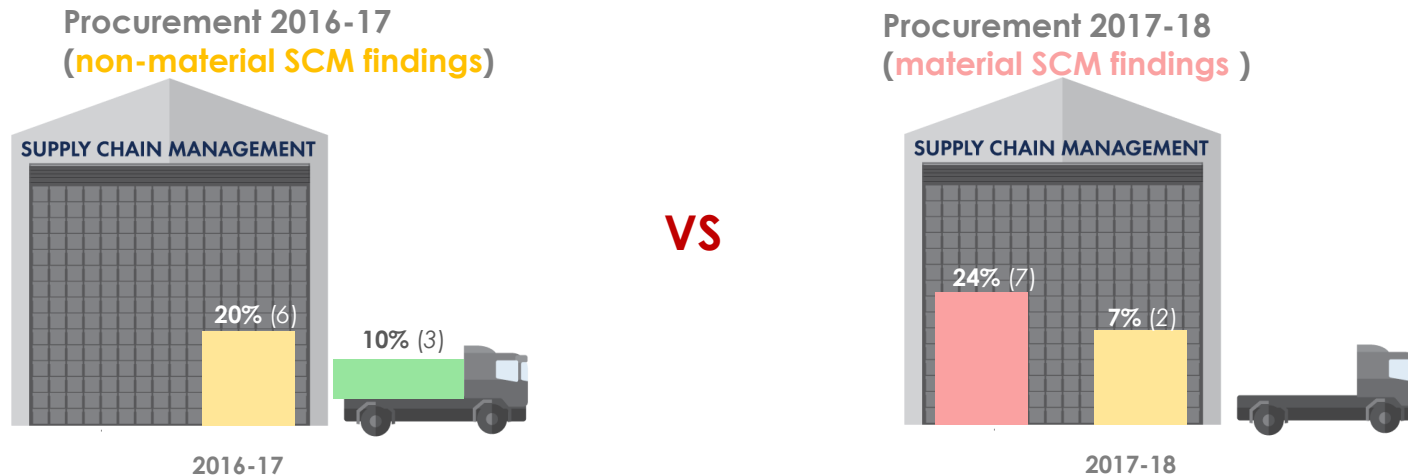 Procurement 2016-17
(non-material SCM findings)
SUPPLY CHAIN MANAGEMENT
20% (6)
10% (3)
2016-17
VS
Procurement 2017-18
(material SCM findings )
SUPPLY CHAIN MANAGEMENT
24% (7)
7% (2)
2017-18